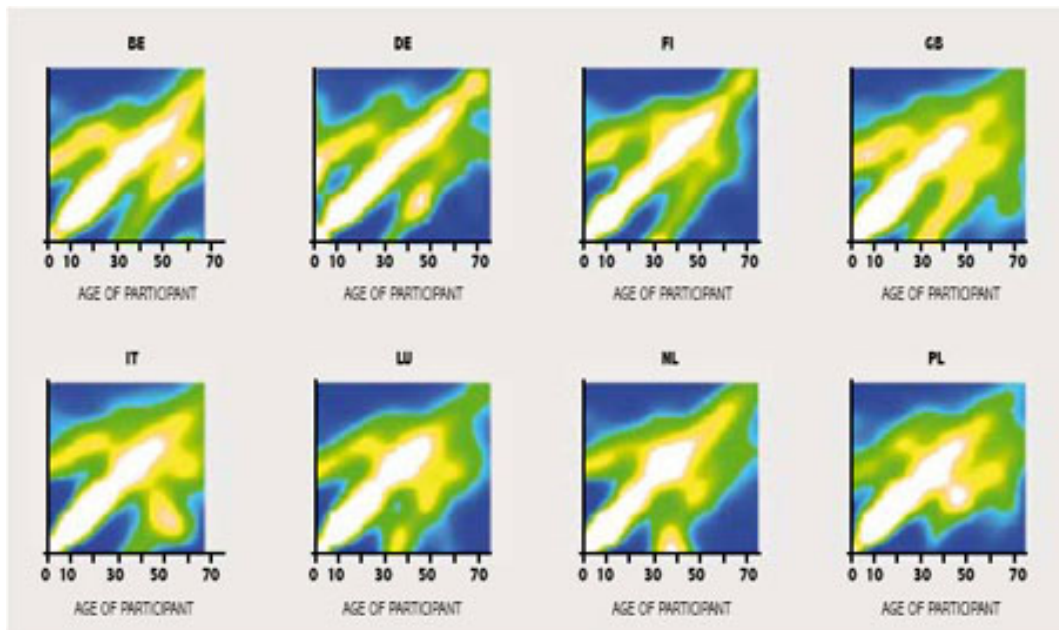 BE DE FI GB
0 10 30 50 70 0 10 30 50 70 0 10 30 50 70 0 10 30 50 70
AGE OF PARTICIPANT AGE OF PARTICIPANT AGE OF PARTICIPANT AGE OF PARTICIPANT
IT LU NL PL
0 10 30 50 70 0 10 30 50 70 0 10 30 50 70 0 10 30 50 70
AGE OF PARTICIPANT AGE OF PARTICIPANT AGE OF PARTICIPANT AGE OF PARTICIPANT